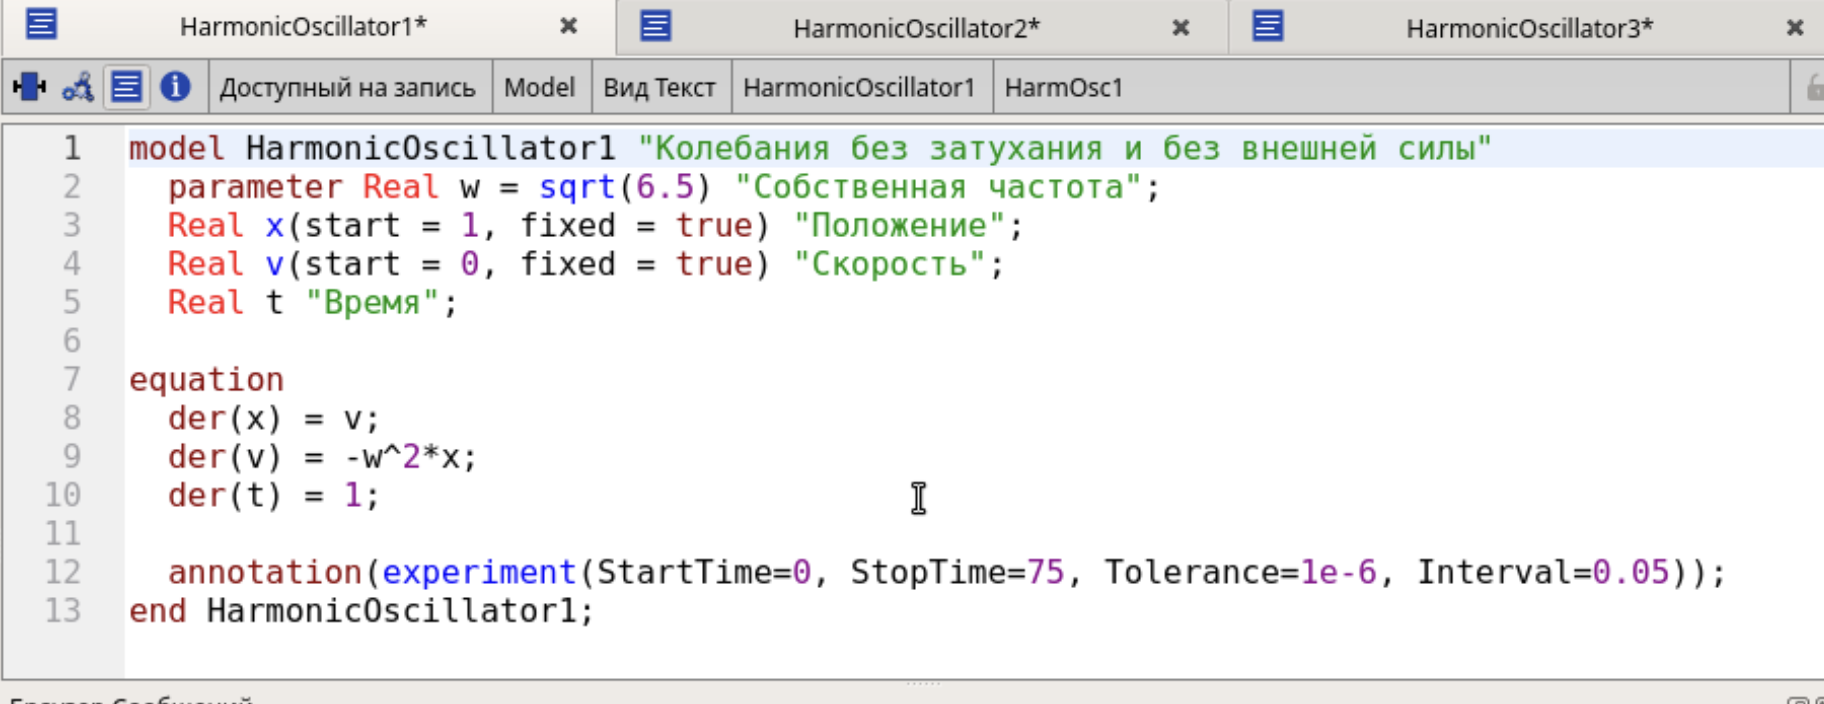 HarmonicOscillator1* HarmonicOscillator2* HarmonicOscillator3*
Доступный на запись Model Вид Текст HarmonicOscillator1 HarmOsc1
1 model HarmonicOscillator1 "Колебания без затухания и без внешней силы"
2 parameter Real w = sqrt(6.5) "Собственная частота";
3 Real x(start = 1, fixed = true) "Положение";
4 Real v(start = 0, fixed = true) "Скорость";
5 Real t "Время";
6
7 equation
8 der(x) = v;
9 der(v) = -w^2*x;
10 der(t) = 1;
11
12 annotation(experiment(StartTime=0, StopTime=75, Tolerance=1e-6, Interval=0.05));
13 end HarmonicOscillator1;
Браузер Сообщений